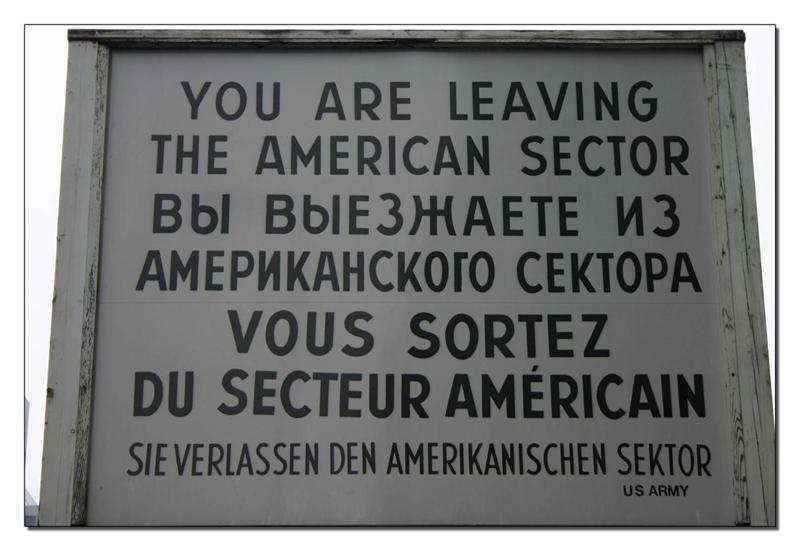 YOU ARE LEAVING
THE AMERICAN SECTOR
ВЫ ВЫЕЗЖАЕТЕ ИЗ
АМЕРИКАНСКОГО СЕКТОРА
VOUS SORTEZ
DU SECTEUR AMÉRICAIN
SIE VERLASSEN DEN AMERIKANISCHEN SEKTOR
US ARMY